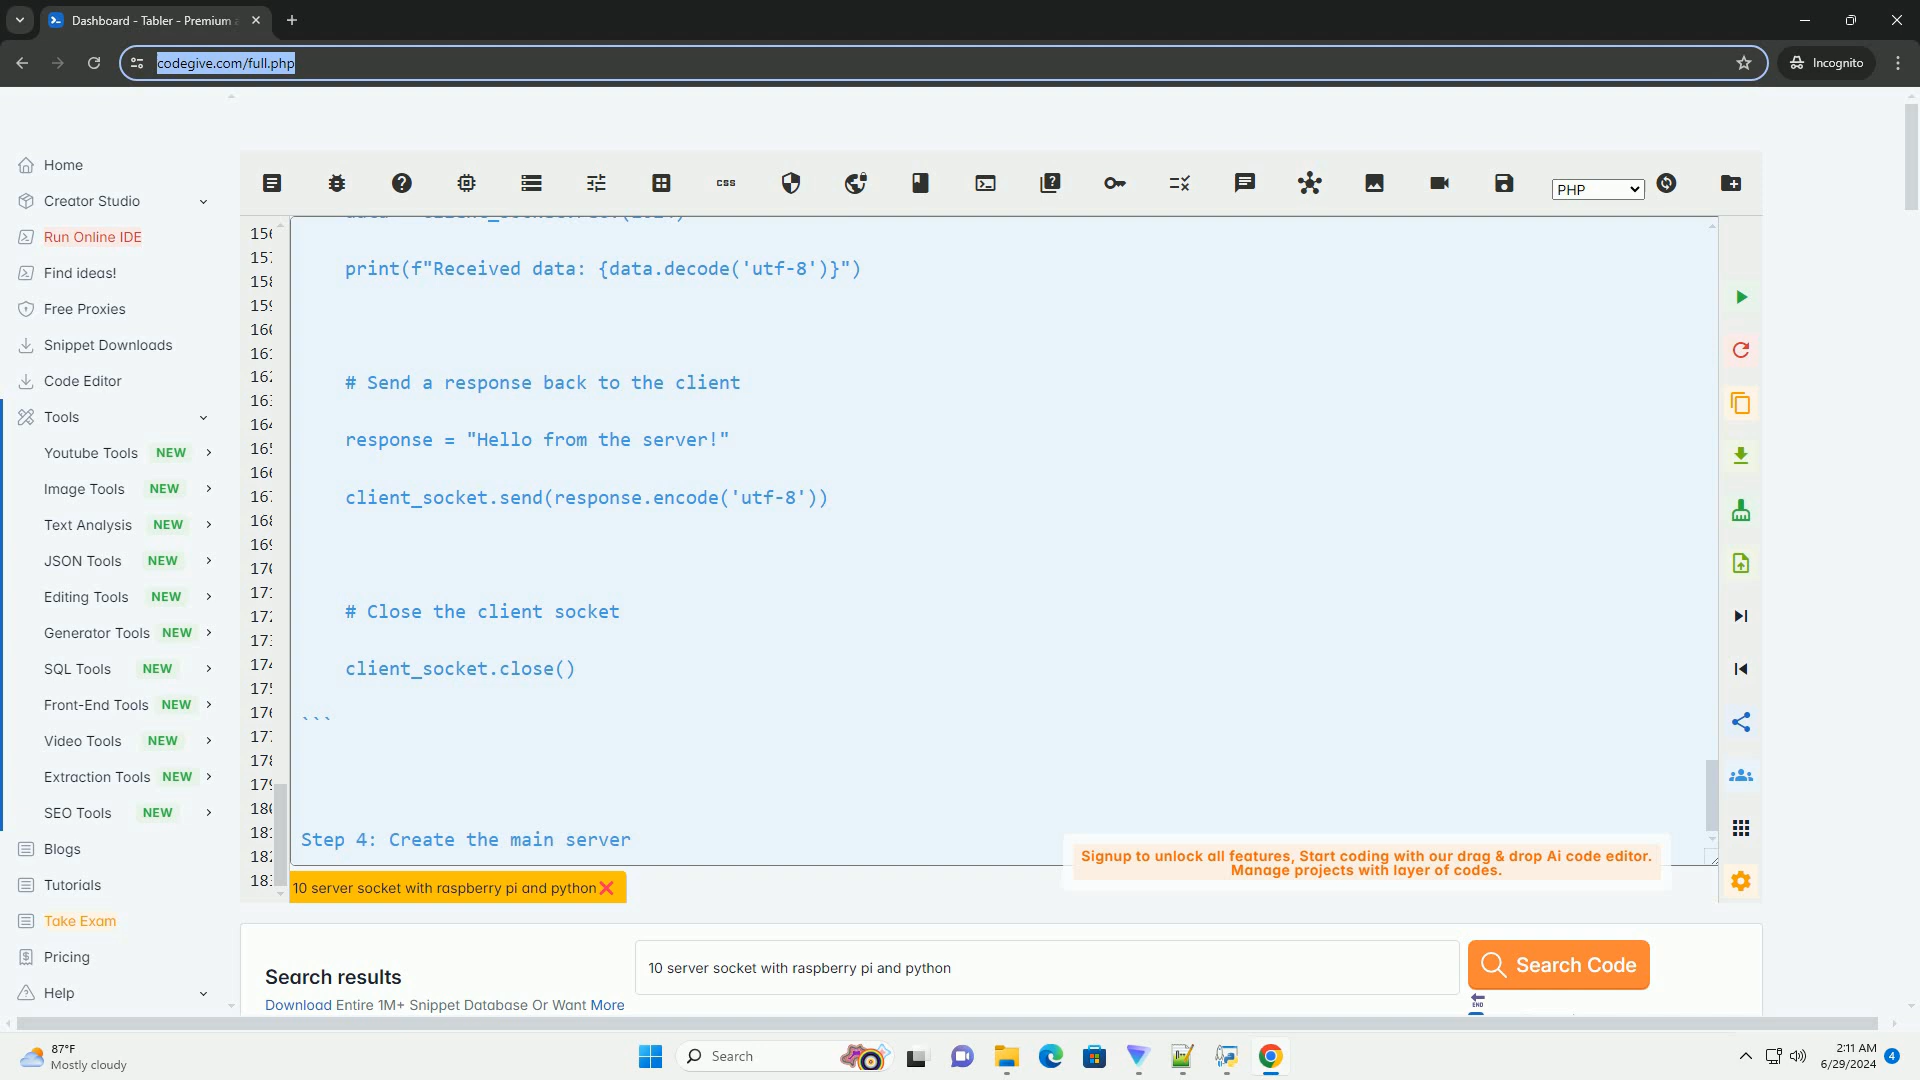 Dashboard - Tabler - Premium
codegive.com/full.php
Incognito
Home
Creator Studio
Run Online IDE
Find ideas!
Free Proxies
Snippet Downloads
Code Editor
Tools
Youtube Tools NEW
Image Tools NEW
Text Analysis NEW
JSON Tools NEW
Editing Tools NEW
Generator Tools NEW
SQL Tools NEW
Front-End Tools NEW
Video Tools NEW
Extraction Tools NEW
SEO Tools NEW
Blogs
Tutorials
Take Exam
Pricing
Help
css
PHP
print(f"Received data: {data.decode('utf-8')}")
# Send a response back to the client
response = "Hello from the server!"
client_socket.send(response.encode('utf-8'))
# Close the client socket
client_socket.close()
```
Step 4: Create the main server
Signup to unlock all features, Start coding with our drag & drop Ai code editor.
Manage projects with layer of codes.
10 server socket with raspberry pi and python
Search results
Download Entire 1M+ Snippet Database Or Want More
10 server socket with raspberry pi and python
Search Code
END
87°F
Mostly cloudy
Search
2:11 AM
6/29/2024
4